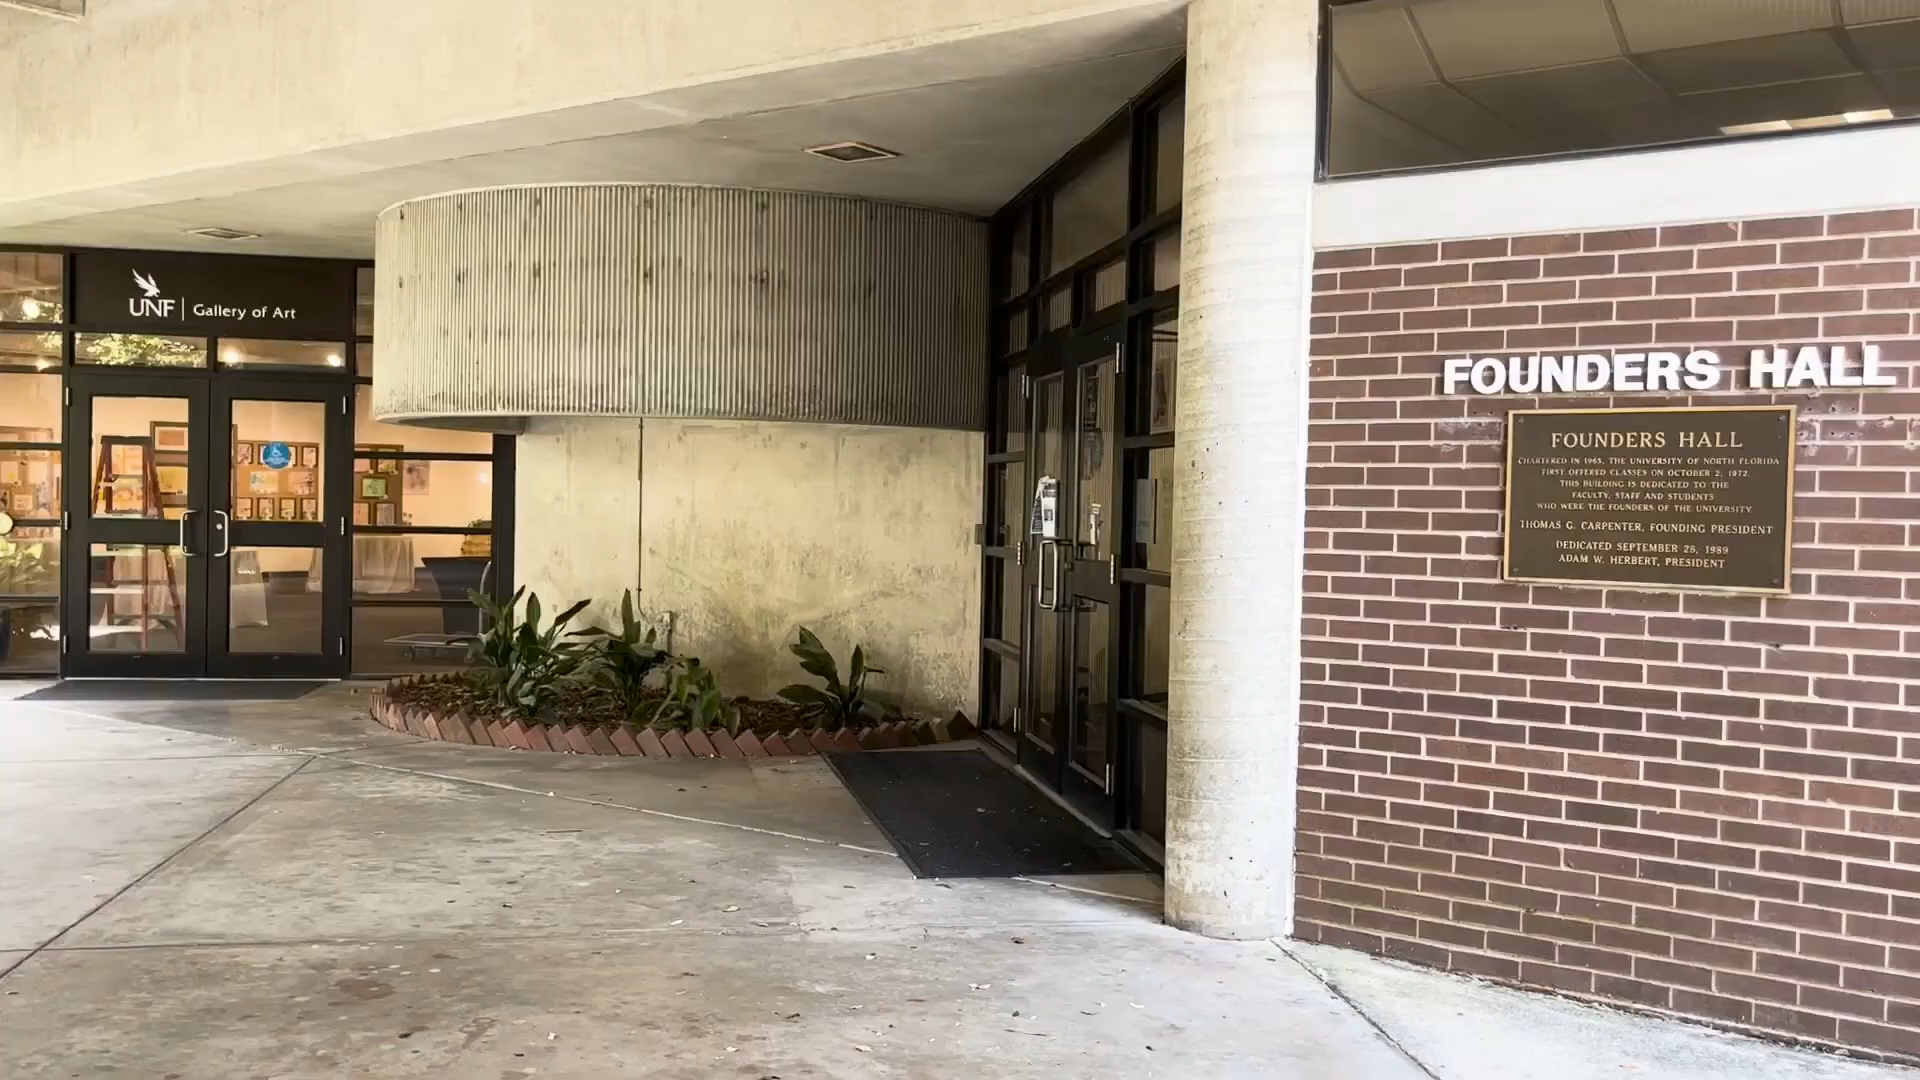 UNF | Gallery of Art
FOUNDERS HALL
FOUNDERS HALL
CHARTERED IN 1965, THE UNIVERSITY OF NORTH FLORIDA
FIRST OFFERED CLASSES ON OCTOBER 2, 1972.
THIS BUILDING IS DEDICATED TO THE
FACULTY, STAFF AND STUDENTS
WHO WERE THE FOUNDERS OF THE UNIVERSITY.
THOMAS G. CARPENTER, FOUNDING PRESIDENT
DEDICATED SEPTEMBER 28, 1989
ADAM W. HERBERT, PRESIDENT